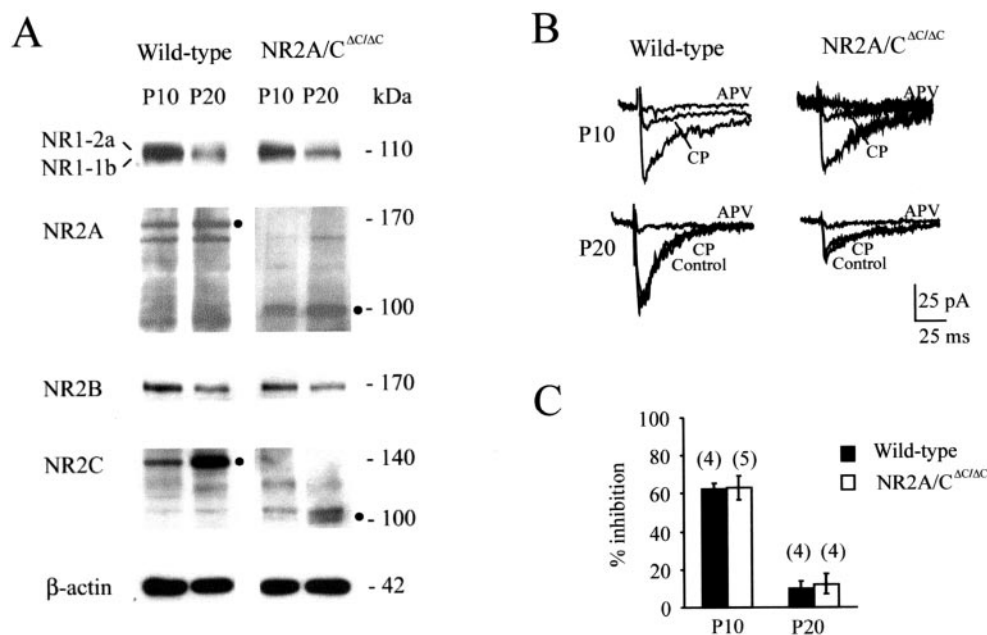 A
Wild-type NR2A/C ΔC/ΔC
P10 P20 P10 P20 kDa
NR1-2a
NR1-1b
- 110
NR2A
- 170
- 100
NR2B
- 170
NR2C
- 140
- 100
β-actin
- 42
B
Wild-type NR2A/C ΔC/ΔC
P10
APV
CP
APV
CP
P20
APV
CP
Control
APV
CP
Control
25 pA
25 ms
C
% inhibition
100
80
60
40
20
0
(4) (5)
(4) (4)
P10 P20
Wild-type
NR2A/C ΔC/ΔC